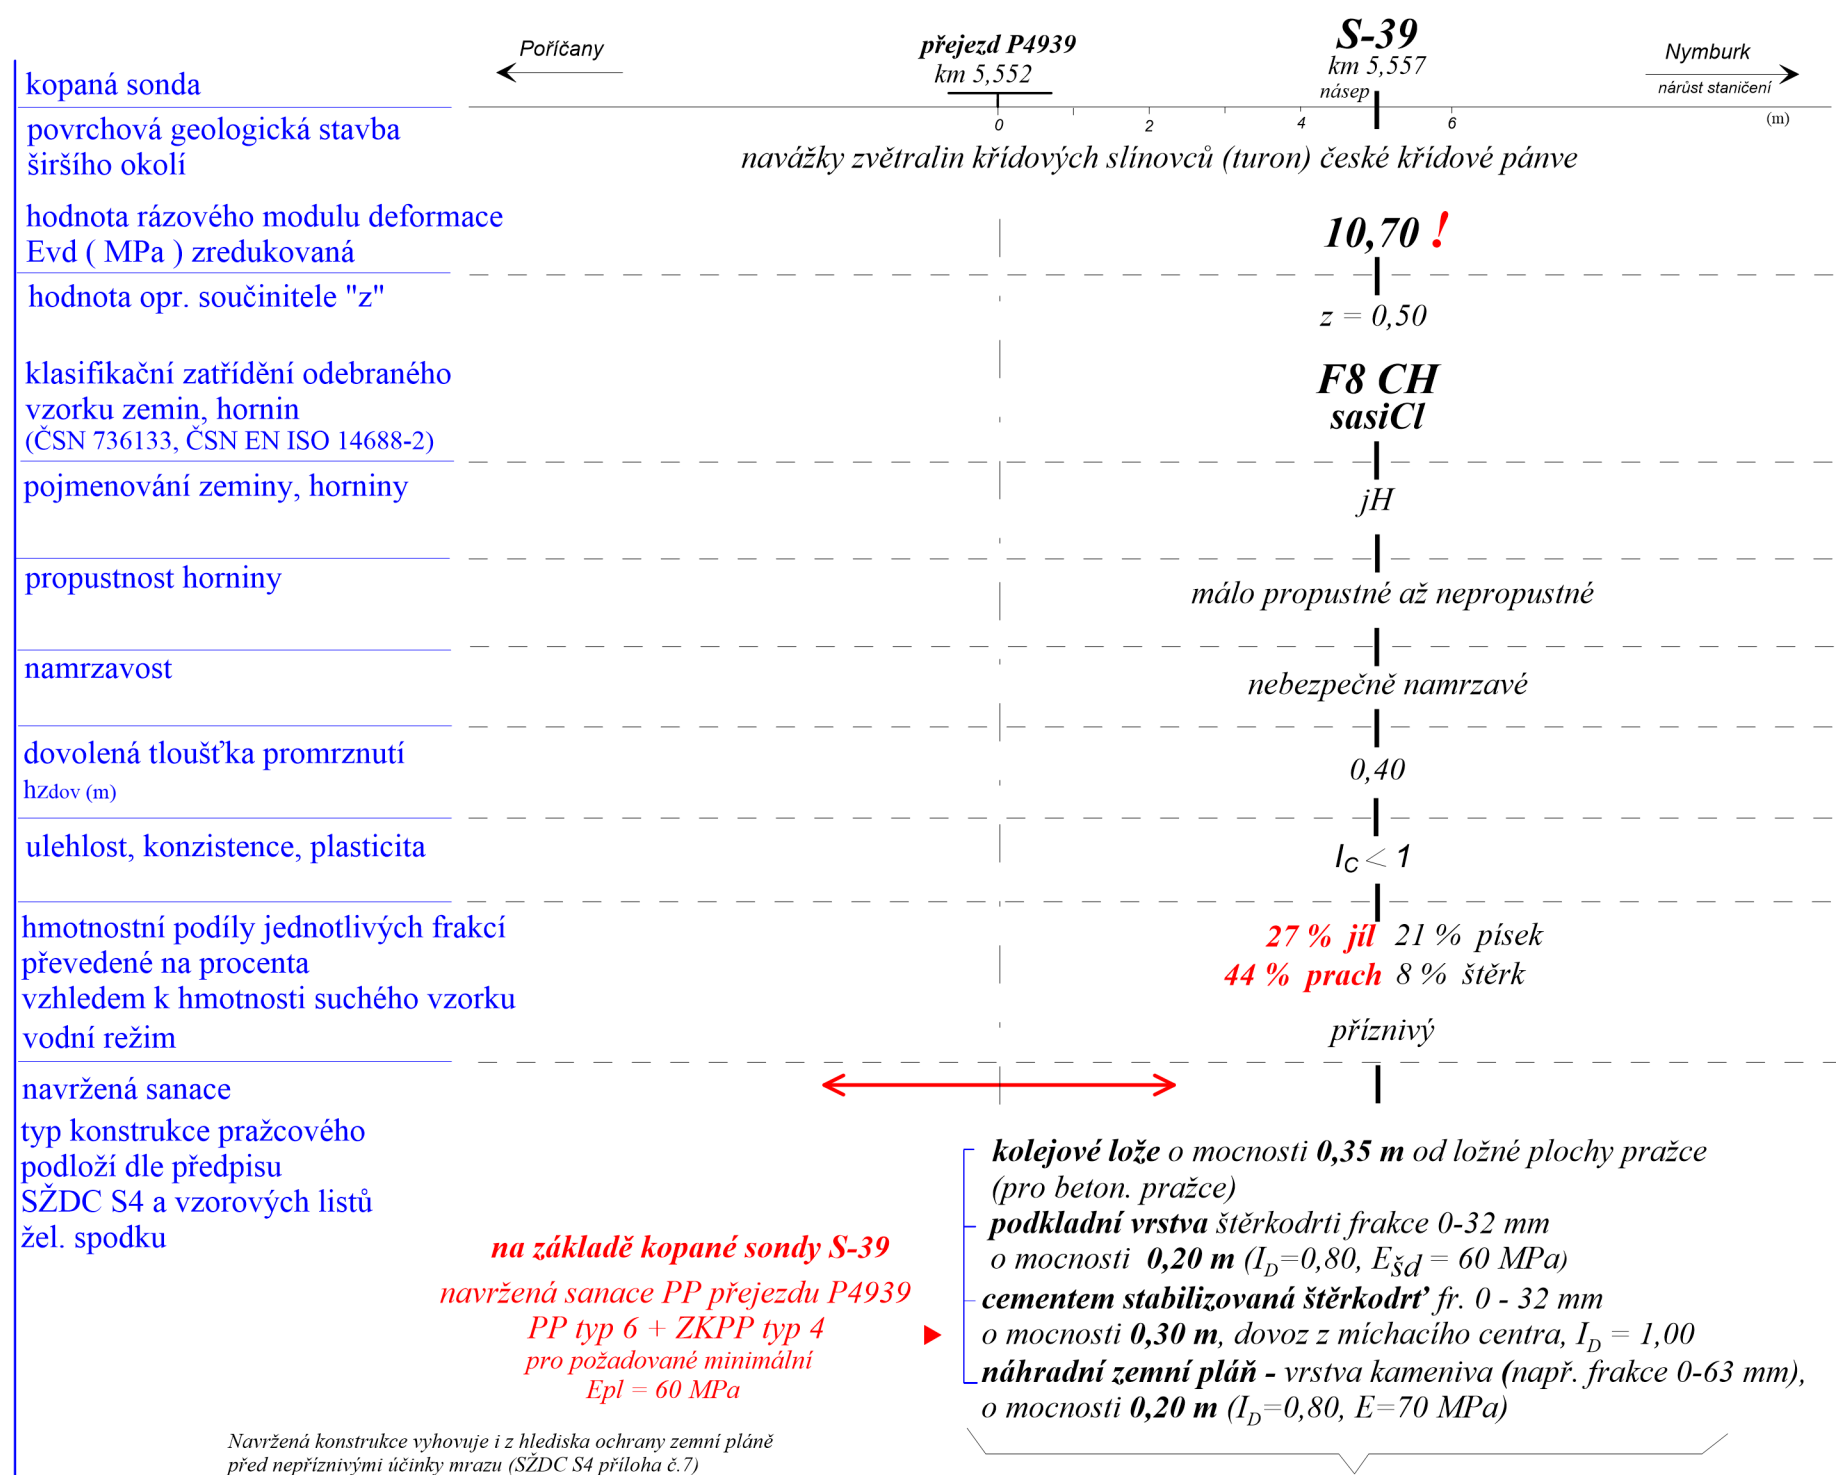 Poříčany
přejezd P4939
km 5,552
S-39
km 5,557
násep
Nymburk
nárůst staničení
kopaná sonda
0
2
4
6
(m)
povrchová geologická stavba
širšího okolí
navážky zvětralin křídových slínovců (turon) české křídové pánve
hodnota rázového modulu deformace
Evd ( MPa ) zredukovaná
10,70 !
hodnota opr. součinitele "z"
z = 0,50
klasifikační zatřídění odebraného
vzorku zemin, hornin
(ČSN 736133, ČSN EN ISO 14688-2)
F8 CH
sasiCl
pojmenování zeminy, horniny
jH
propustnost horniny
málo propustné až nepropustné
namrzavost
nebezpečně namrzavé
dovolená tloušťka promrznutí
hzdov (m)
0,40
ulehlost, konzistence, plasticita
IC < 1
hmotnostní podíly jednotlivých frakcí
převedené na procenta
vzhledem k hmotnosti suchého vzorku
27 % jíl 21 % písek
44 % prach 8 % štěrk
vodní režim
příznivý
navržená sanace
typ konstrukce pražcového
podloží dle předpisu
SŽDC S4 a vzorových listů
žel. spodku
na základě kopané sondy S-39
navržená sanace PP přejezdu P4939
PP typ 6 + ZKPP typ 4
pro požadované minimální
Epl = 60 MPa
kolejové lože o mocnosti 0,35 m od ložné plochy pražce
(pro beton. pražce)
podkladní vrstva štěrkodrti frakce 0-32 mm
o mocnosti 0,20 m (ID=0,80, Ešd = 60 MPa)
cementem stabilizovaná štěrkodrť fr. 0 - 32 mm
o mocnosti 0,30 m, dovoz z míchacího centra, ID = 1,00
náhradní zemní pláň - vrstva kameniva (např. frakce 0-63 mm),
o mocnosti 0,20 m (ID=0,80, E=70 MPa)
Navržená konstrukce vyhovuje i z hlediska ochrany zemní pláně
před nepříznivými účinky mrazu (SŽDC S4 příloha č.7)